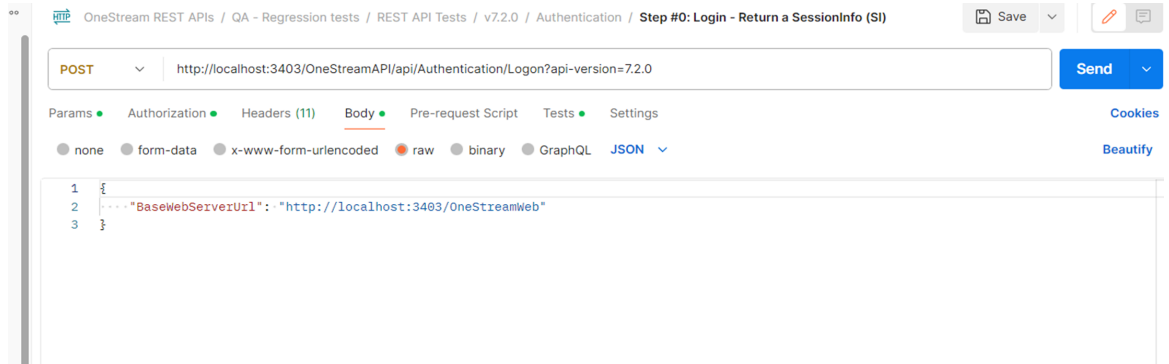 HTTP OneStream REST APIs / QA - Regression tests / REST API Tests / v7.2.0 / Authentication / Step #0: Login - Return a SessionInfo (SI) Save
POST http://localhost:3403/OneStreamAPI/api/Authentication/Logon?api-version=7.2.0 Send
Params Authorization Headers (11) Body Pre-request Script Tests Settings Cookies
none form-data x-www-form-urlencoded raw binary GraphQL JSON Beautify
1 {
2 "BaseWebServerUrl": "http://localhost:3403/OneStreamWeb"
3 }